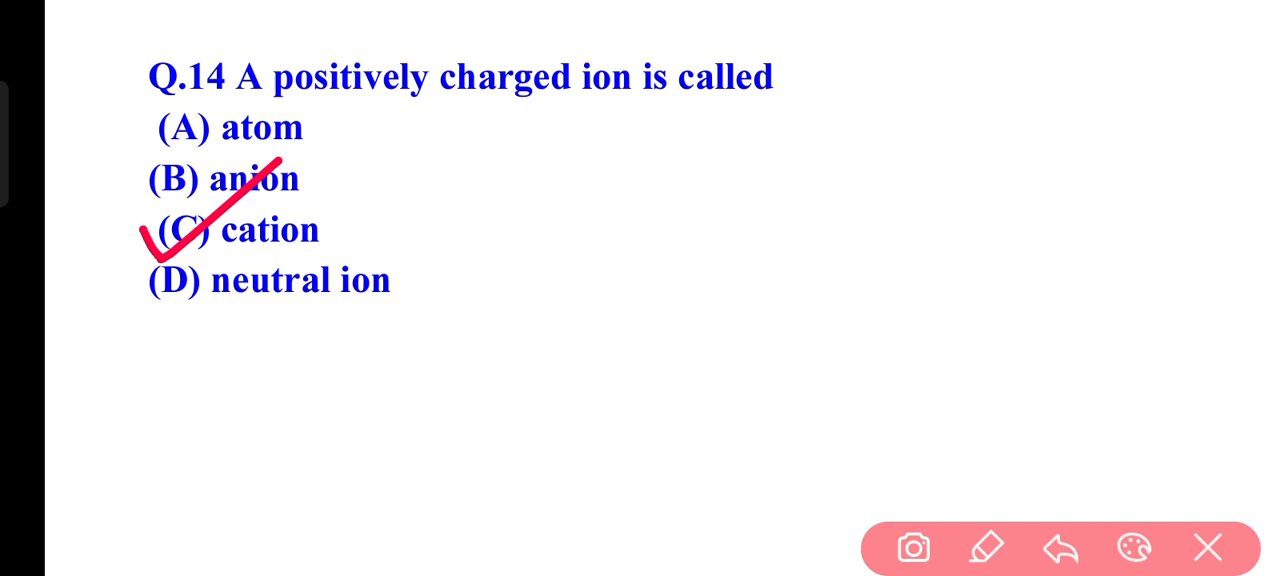 Q.14 A positively charged ion is called
(A) atom
(B) anion
(C) cation
(D) neutral ion